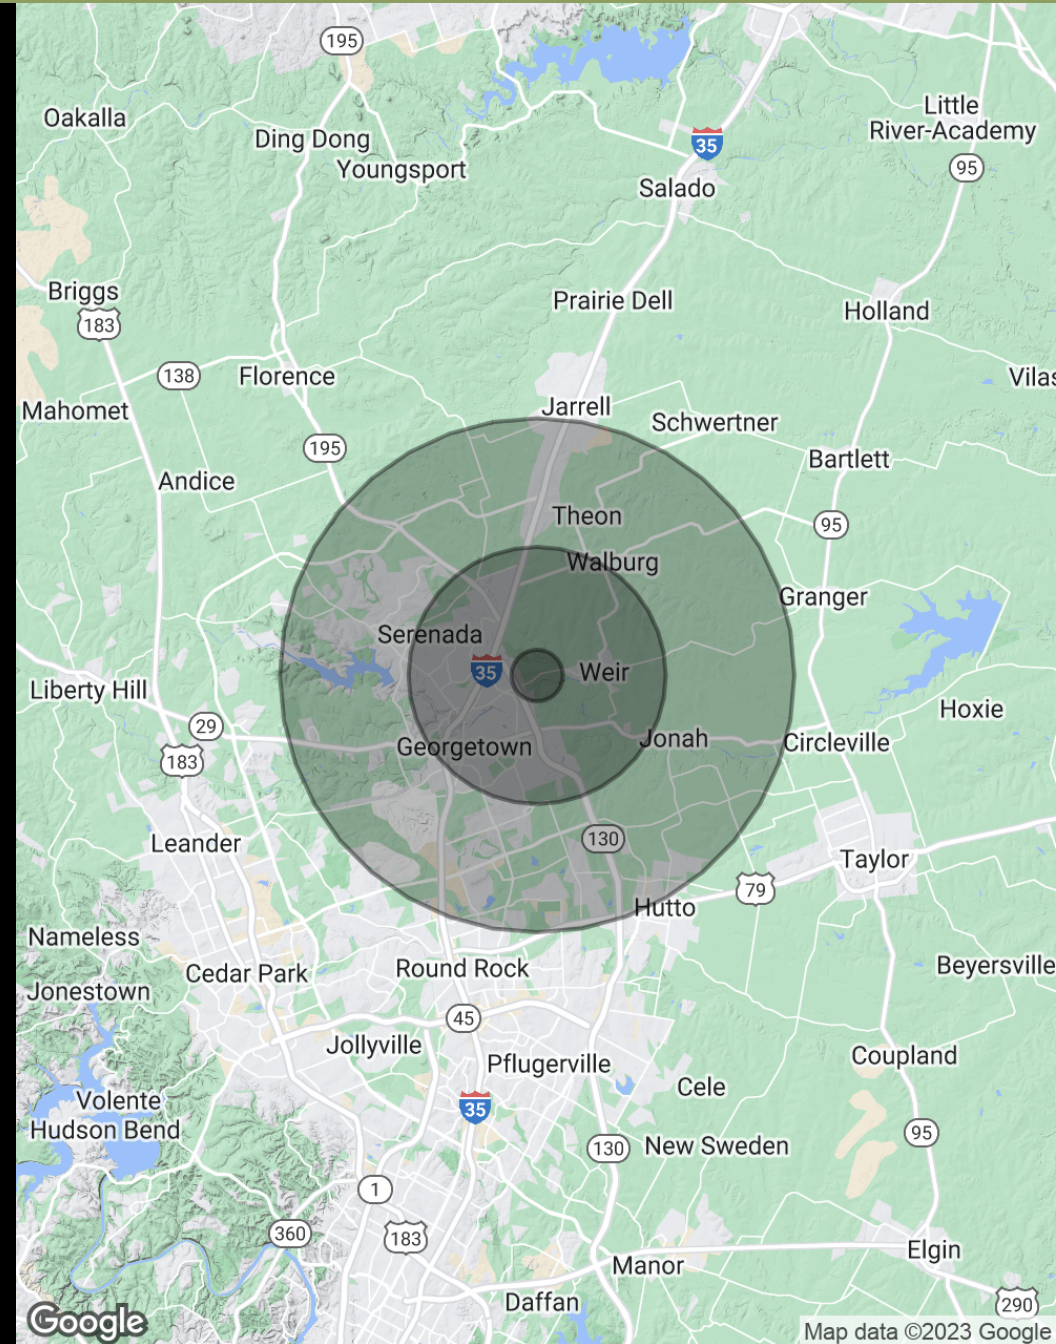 195
Oakalla
Little
River-Academy
Ding Dong
35
Youngsport
95
Salado
Briggs
Prairie Dell
Holland
183
138
Florence
Vilas
Mahomet
Jarrell
Schwertner
195
Bartlett
Andice
Theon
95
Walburg
Granger
Serenada
35
Weir
Liberty Hill
Hoxie
29
Georgetown
Jonah
Circleville
183
130
Leander
Taylor
79
Hutto
Nameless
Cedar Park
Round Rock
Beyersville
Jonestown
45
Jollyville
Pflugerville
Coupland
Cele
Volente
35
Hudson Bend
95
130
New Sweden
1
360
183
Elgin
Manor
Daffan
290
Google
Map data ©2023 Google